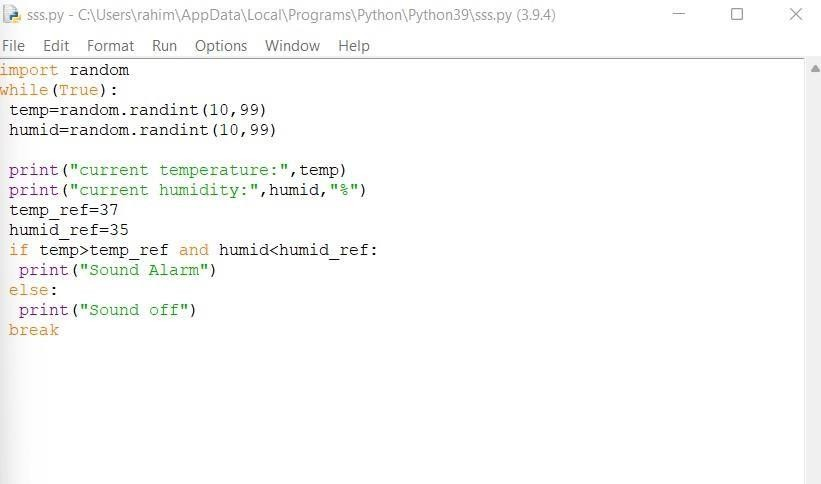 sss.py - C:\Users\rahim\AppData\Local\Programs\Python\Python39\sss.py (3.9.4)
File Edit Format Run Options Window Help
import random
while(True):
 temp=random.randint(10,99)
 humid=random.randint(10,99)

 print("current temperature:",temp)
 print("current humidity:",humid,"%")
 temp_ref=37
 humid_ref=35
 if temp>temp_ref and humid<humid_ref:
  print("Sound Alarm")
 else:
  print("Sound off")
 break